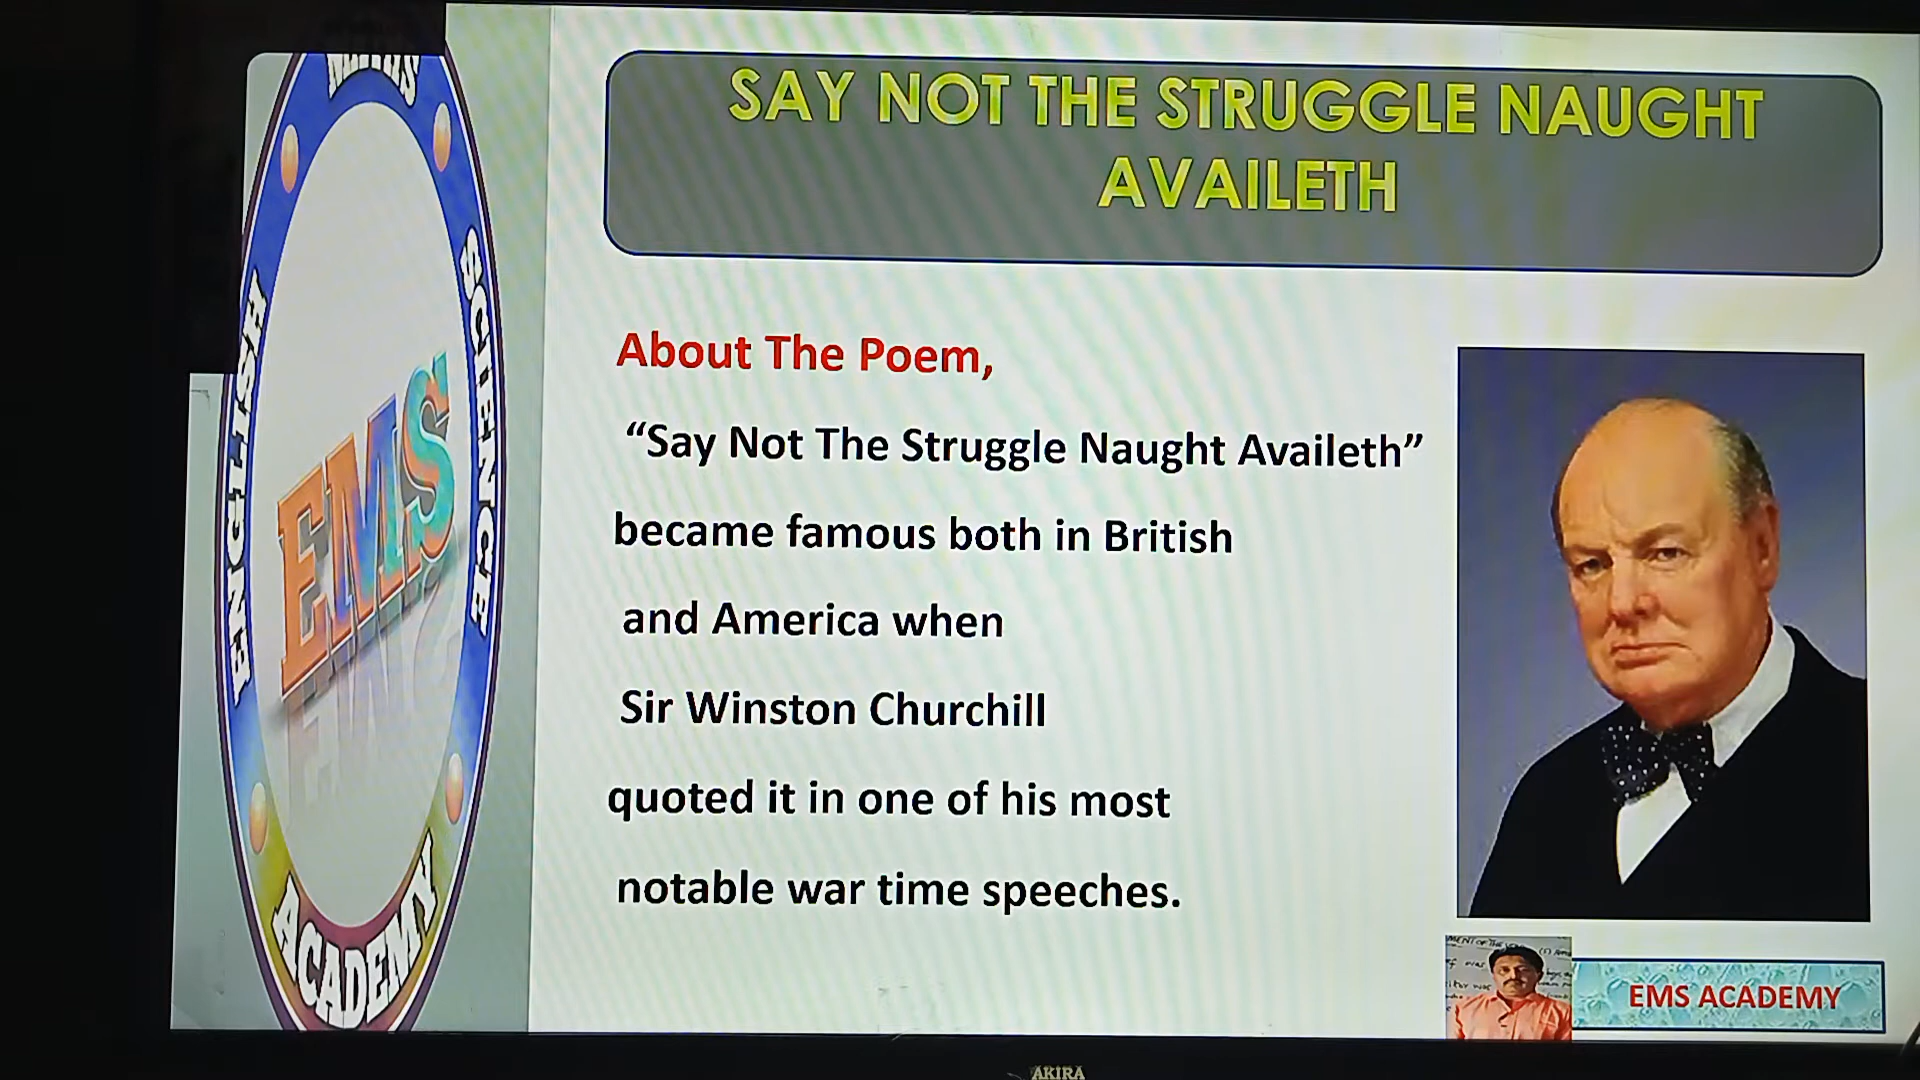 SAY NOT THE STRUGGLE NAUGHT
AVAILETH
About The Poem,
“Say Not The Struggle Naught Availeth”
became famous both in British
and America when
Sir Winston Churchill
quoted it in one of his most
notable war time speeches.
ENGLISH
SCIENCE
EMS
ACADEMY
EMS ACADEMY
AKIRA